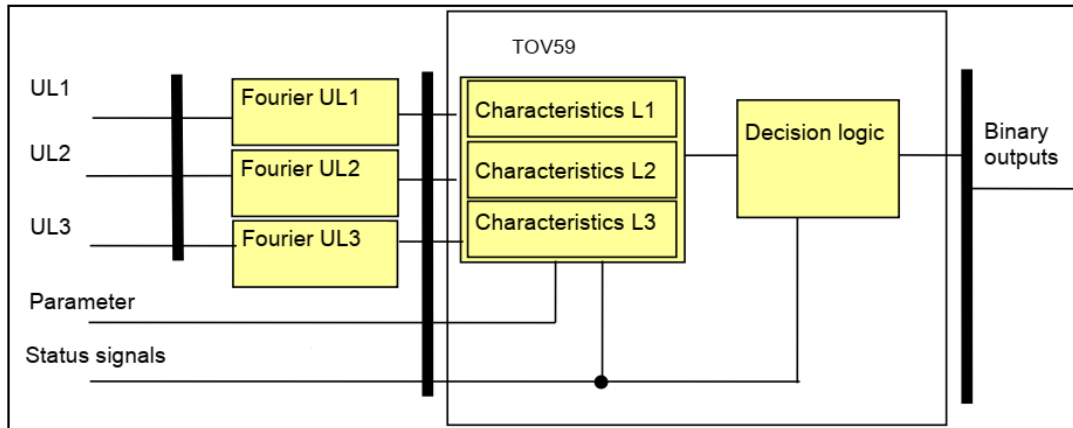 TOV59
UL1
Fourier UL1
Characteristics L1
Decision logic
Binary
outputs
UL2
Fourier UL2
Characteristics L2
UL3
Fourier UL3
Characteristics L3
Parameter
Status signals